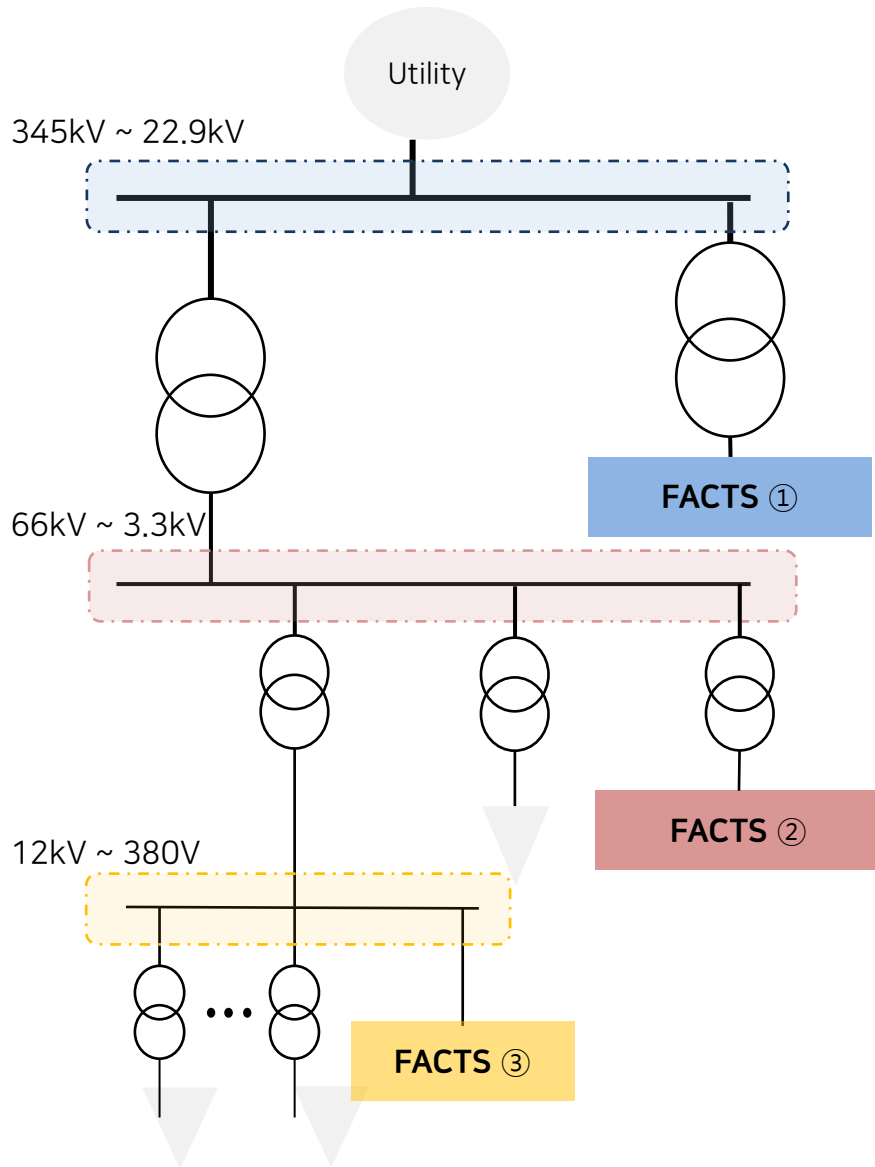 Utility
345kV ~ 22.9kV
FACTS ①
66kV ~ 3.3kV
FACTS ②
12kV ~ 380V
FACTS ③